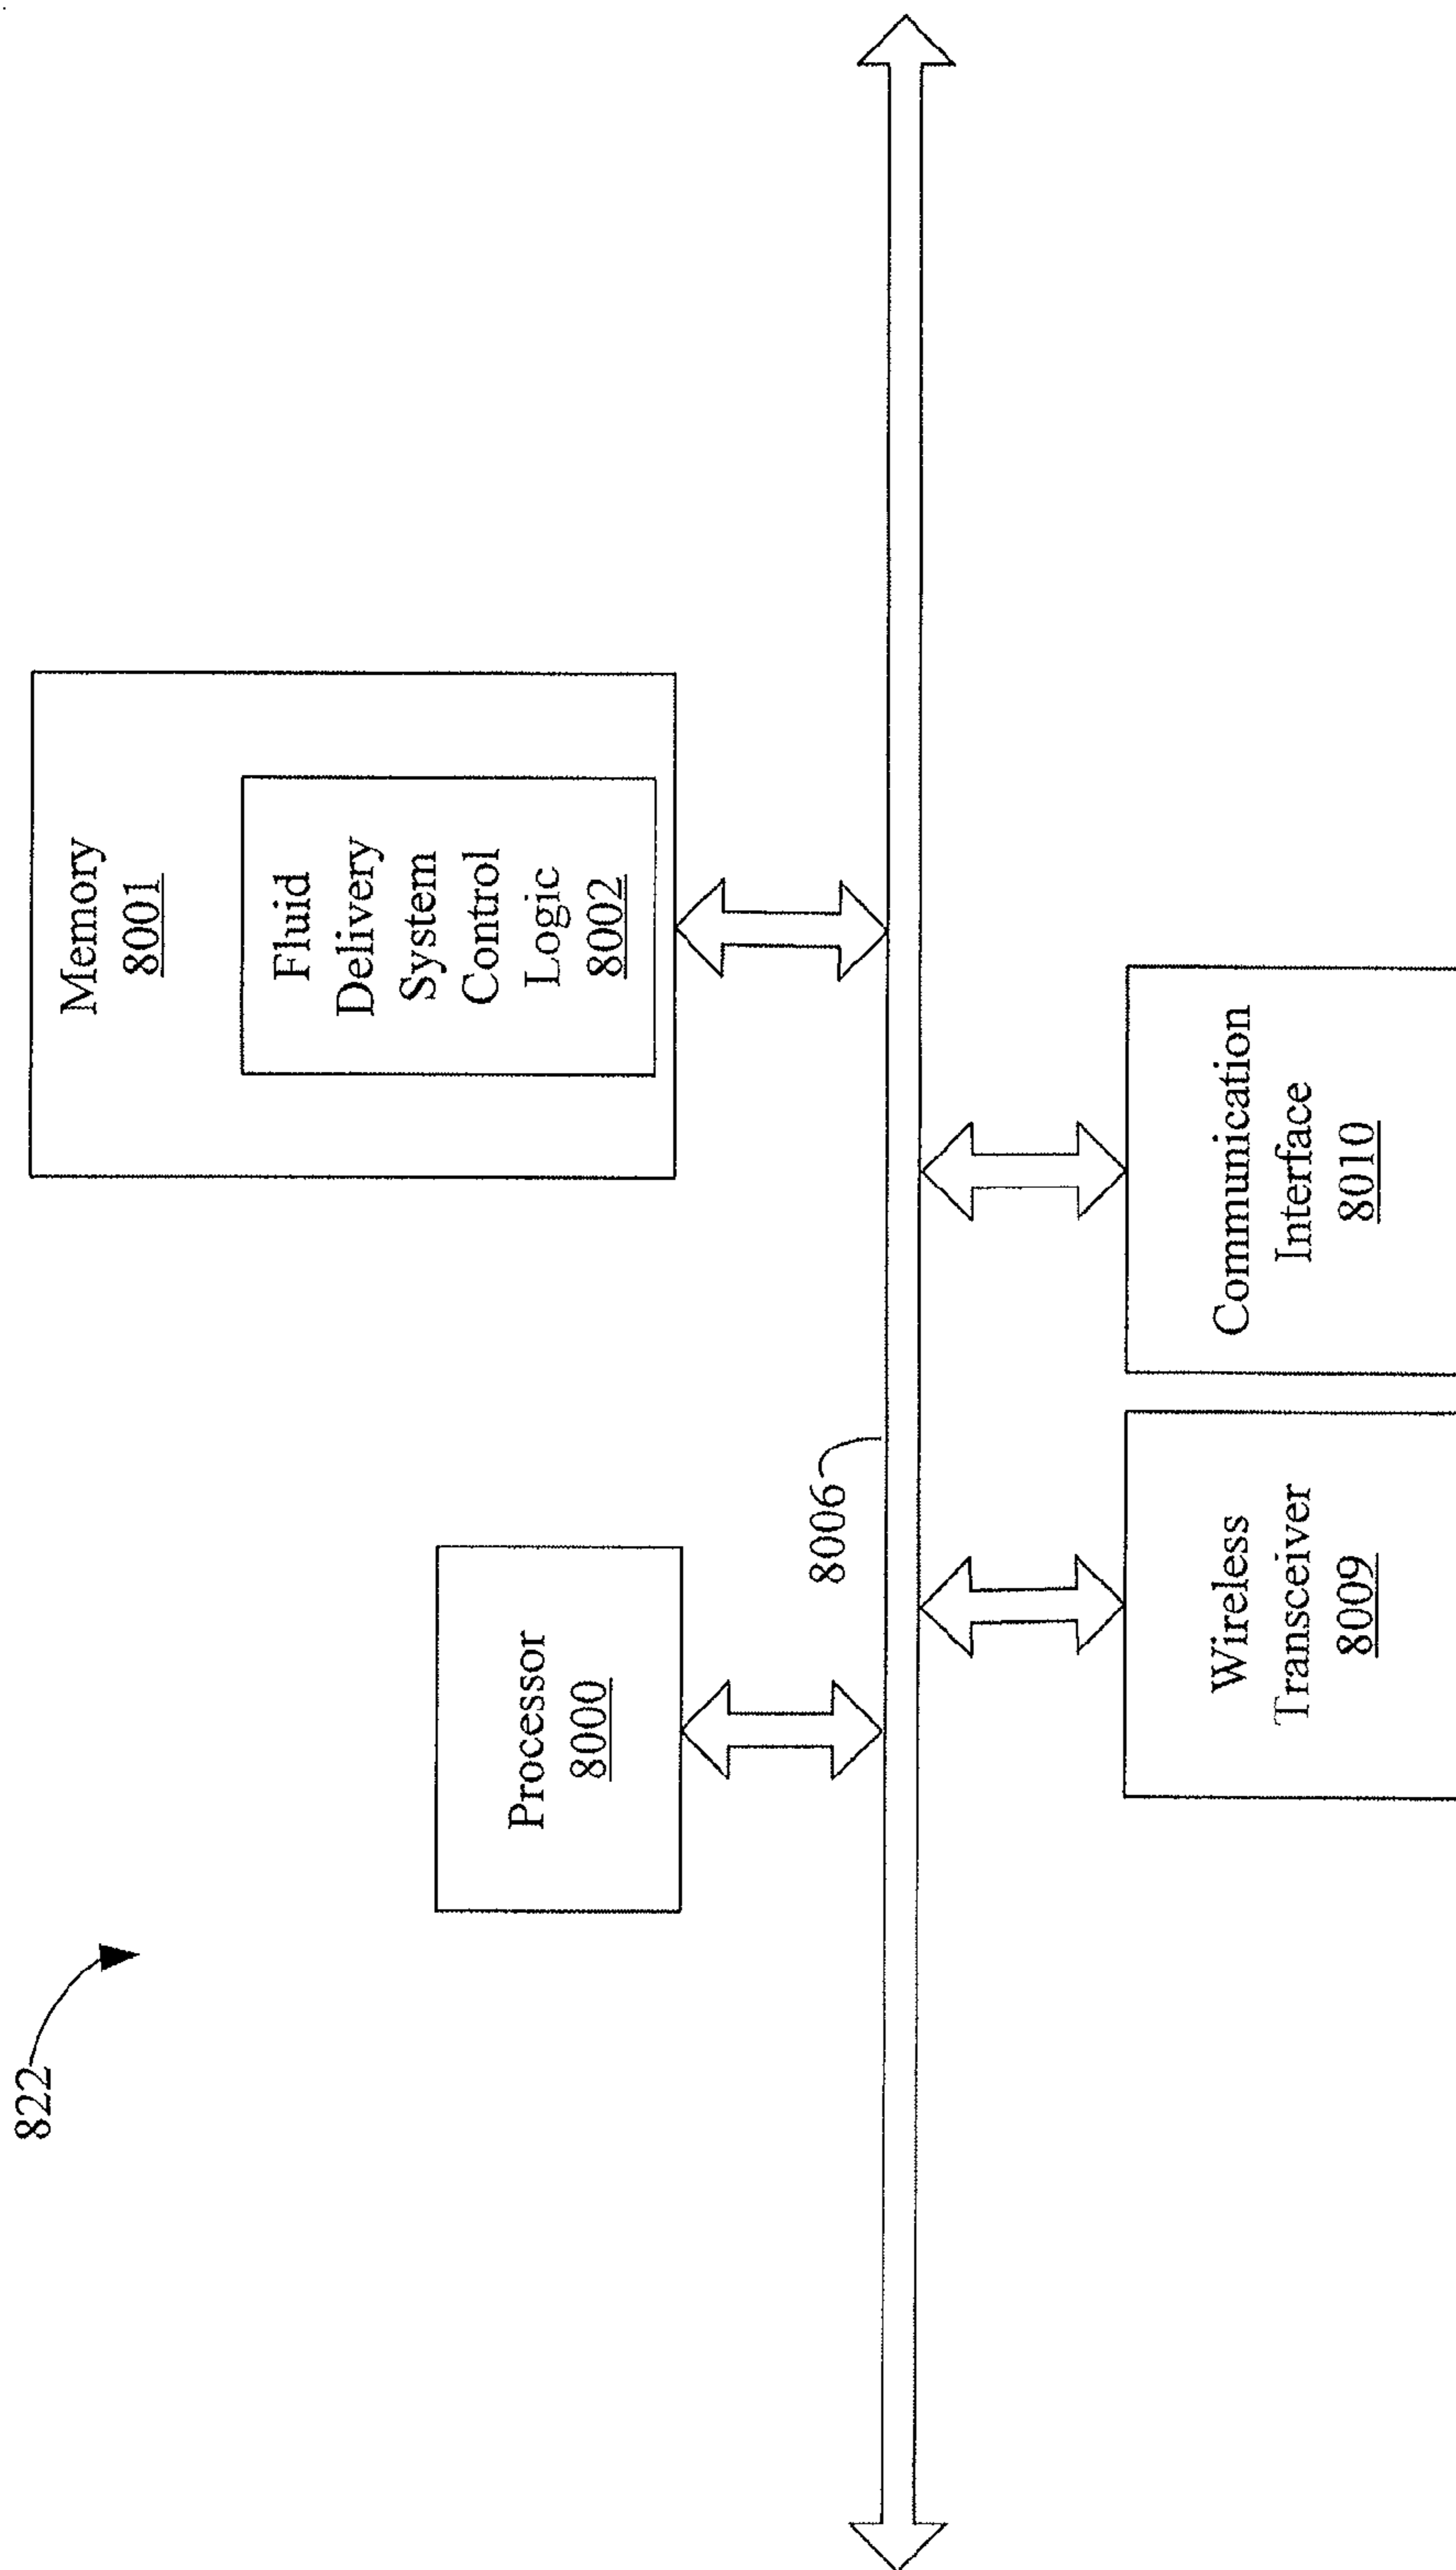 822
Processor
8000
Memory
8001
Fluid
Delivery
System
Control
Logic
8002
8006
Wireless
Transceiver
8009
Communication
Interface
8010